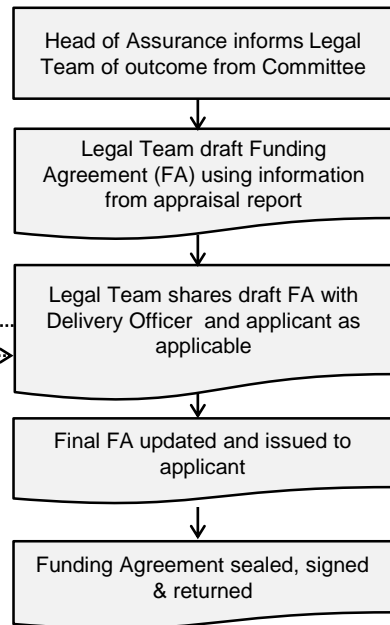 Head of Assurance informs Legal
Team of outcome from Committee
Legal Team draft Funding
Agreement (FA) using information
from appraisal report
Legal Team shares draft FA with
Delivery Officer and applicant as
applicable
Final FA updated and issued to
applicant
Funding Agreement sealed, signed
& returned